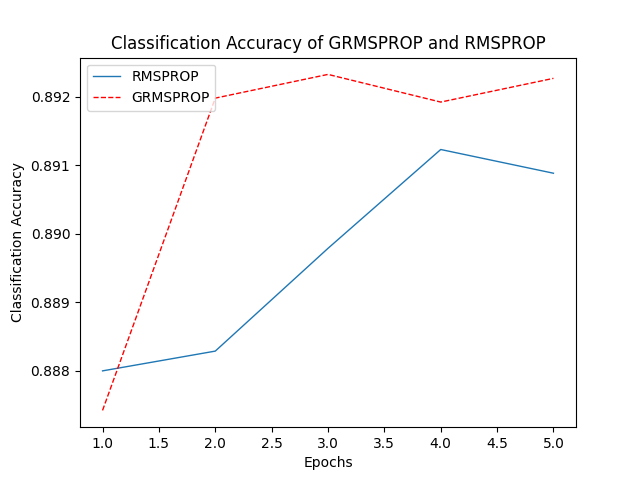 Classification Accuracy of GRMSPROP and RMSPROP
RMSPROP
GRMSPROP
0.892
0.891
0.890
0.889
0.888
Classification Accuracy
1.0 1.5 2.0 2.5 3.0 3.5 4.0 4.5 5.0
Epochs